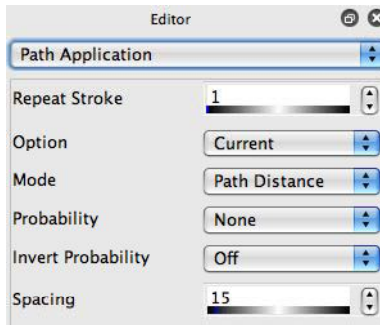 Editor
Path Application
Repeat Stroke 1
Option Current
Mode Path Distance
Probability None
Invert Probability Off
Spacing 15